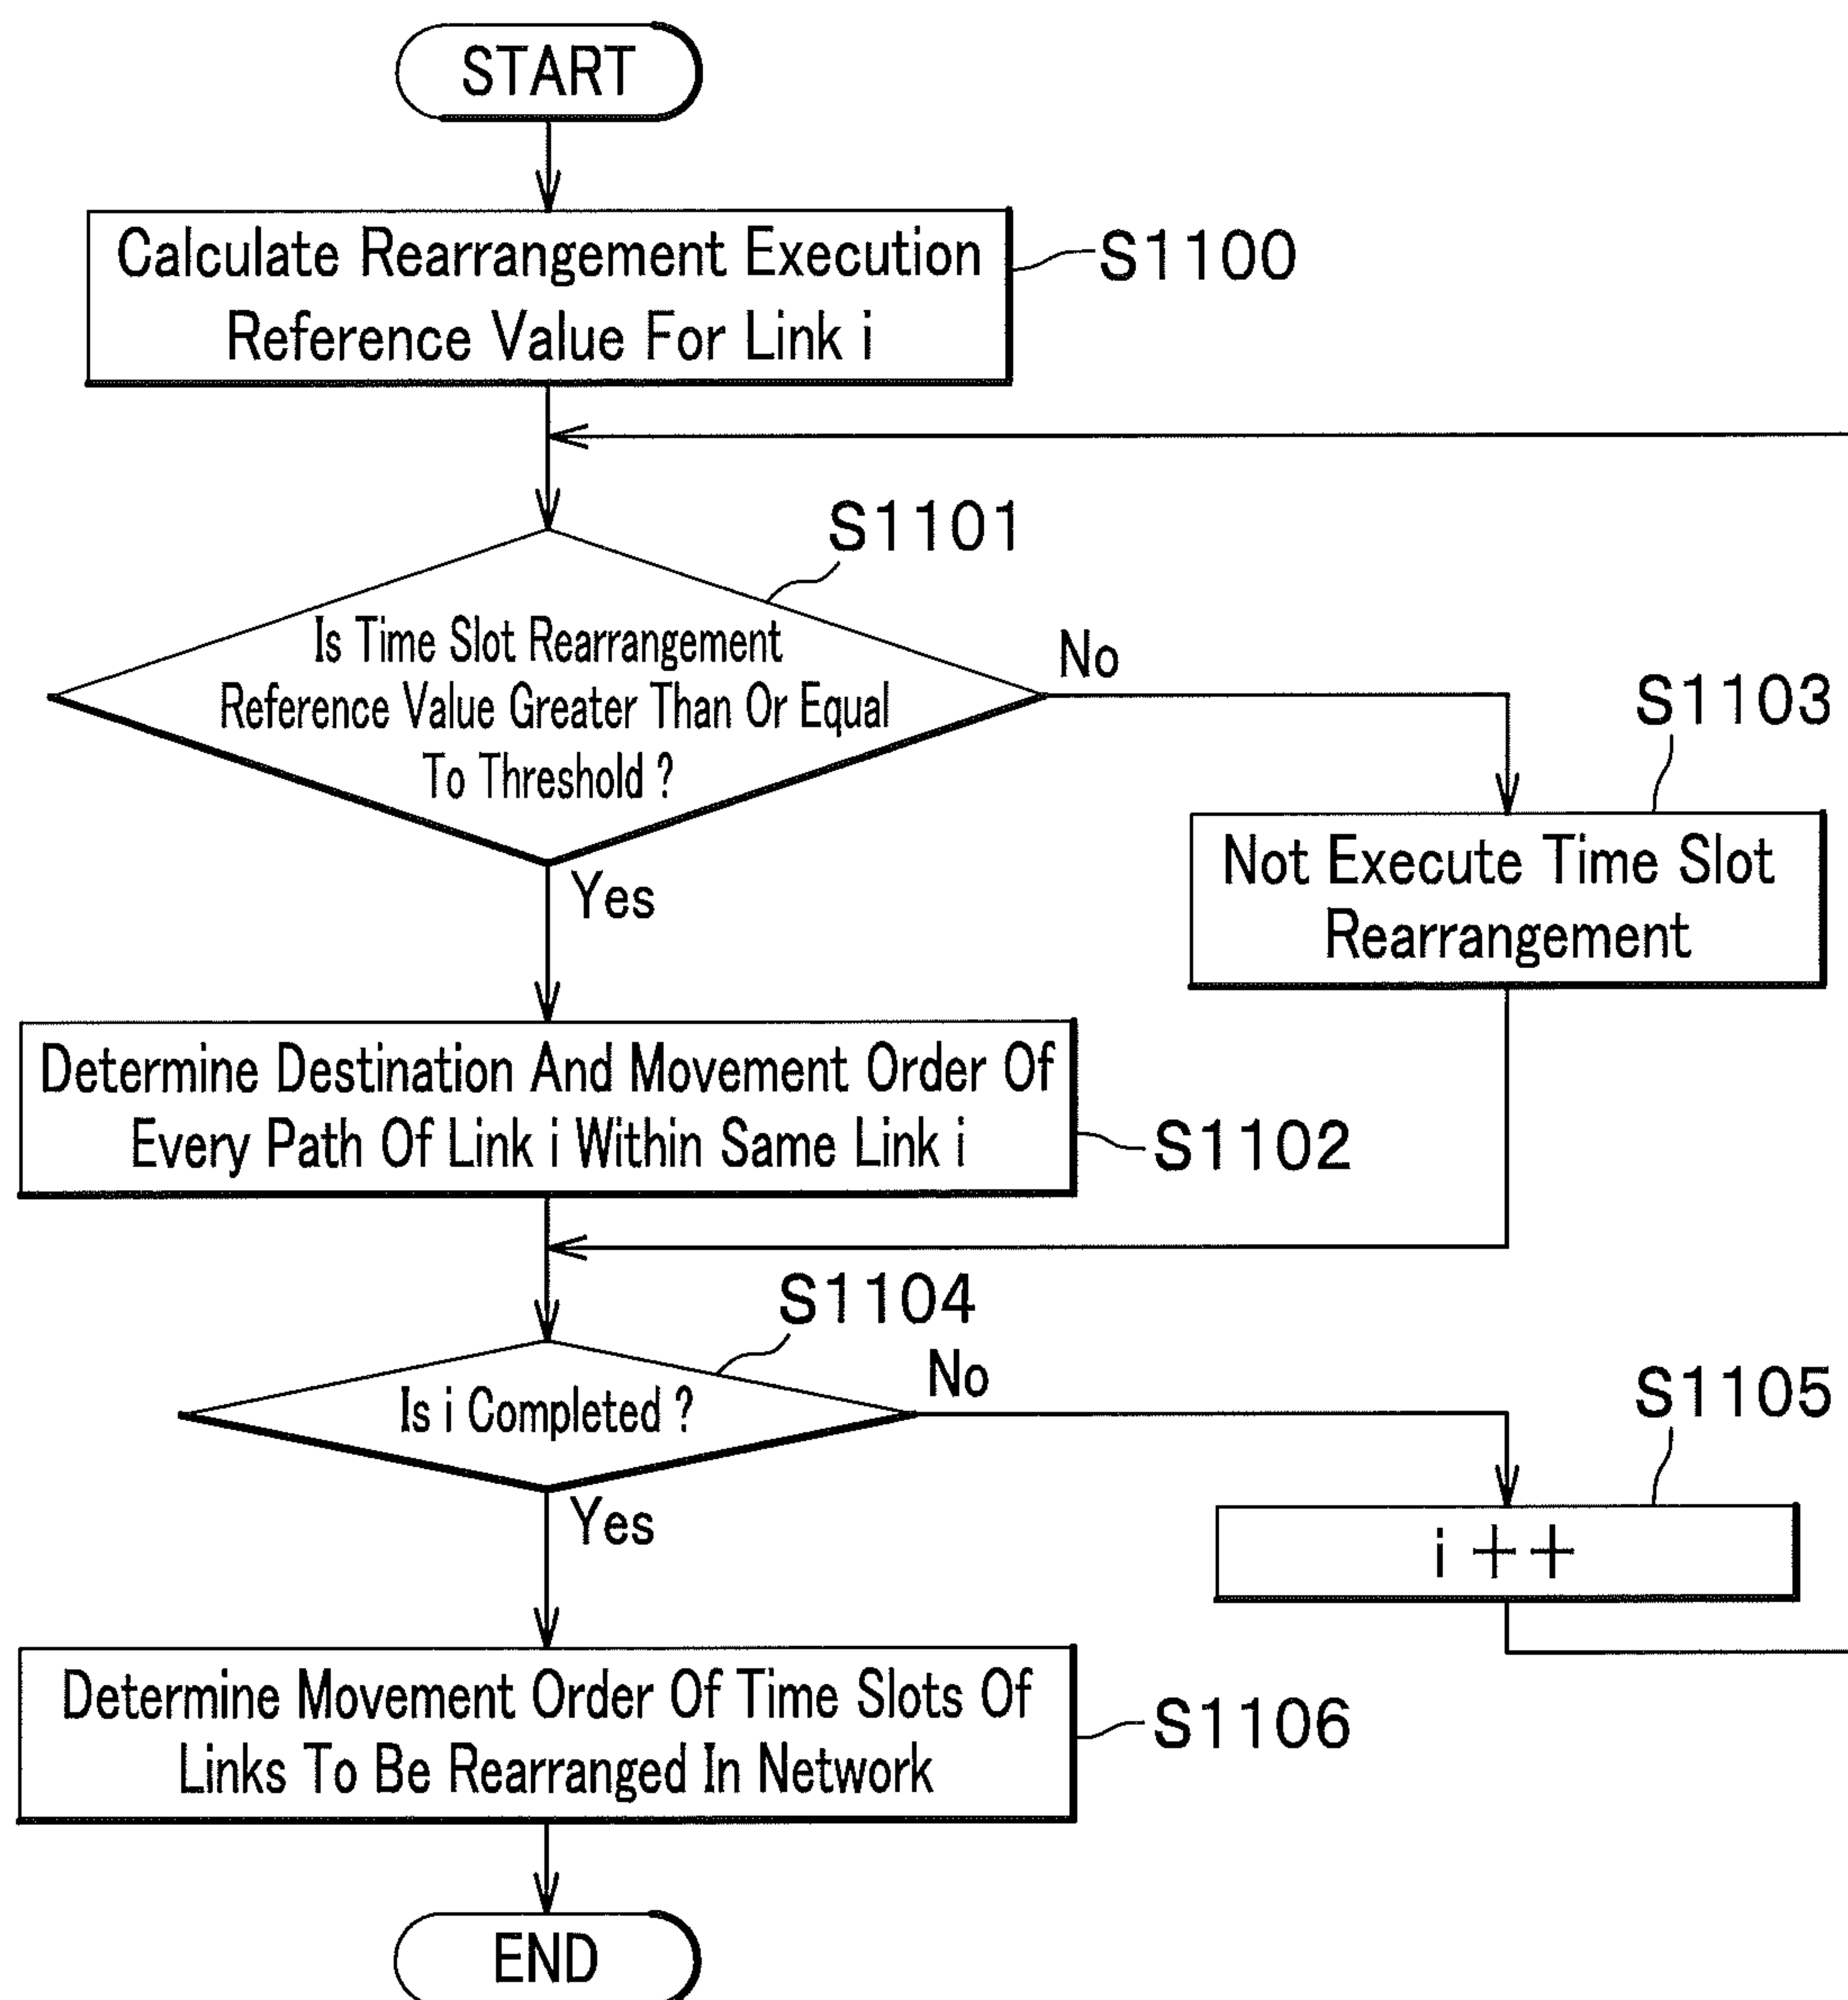 START
Calculate Rearrangement Execution
Reference Value For Link i
S1100
S1101
Is Time Slot Rearrangement
Reference Value Greater Than Or Equal
To Threshold ?
No
Yes
S1103
Not Execute Time Slot
Rearrangement
Determine Destination And Movement Order Of
Every Path Of Link i Within Same Link i
S1102
S1104
Is i Completed ?
No
Yes
S1105
i ++
Determine Movement Order Of Time Slots Of
Links To Be Rearranged In Network
S1106
END